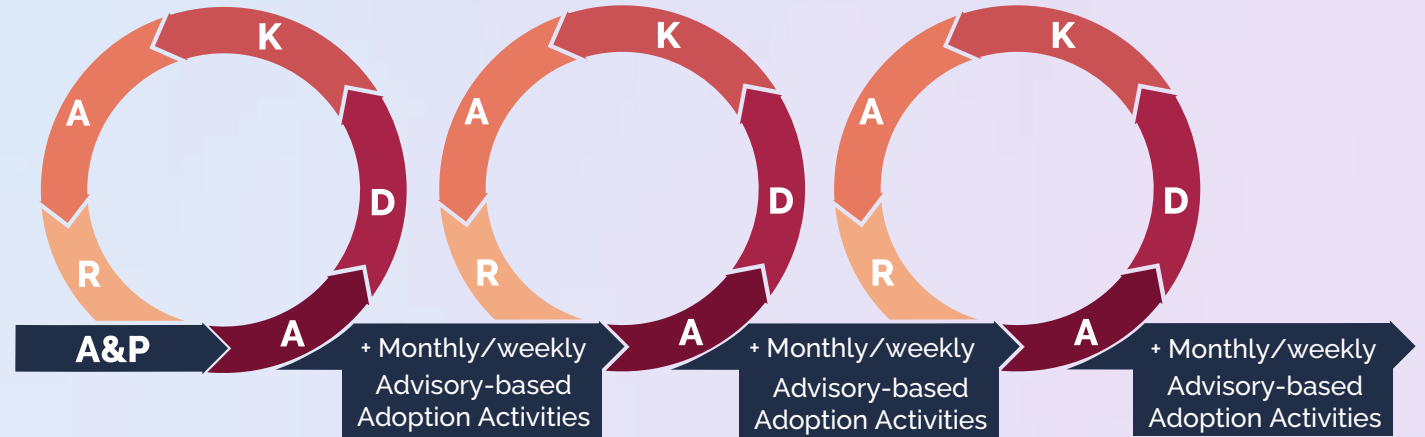 K
A
D
R
A
K
A
D
R
A
K
A
D
R
A
A&P
+ Monthly/weekly
Advisory-based
Adoption Activities
+ Monthly/weekly
Advisory-based
Adoption Activities
+ Monthly/weekly
Advisory-based
Adoption Activities